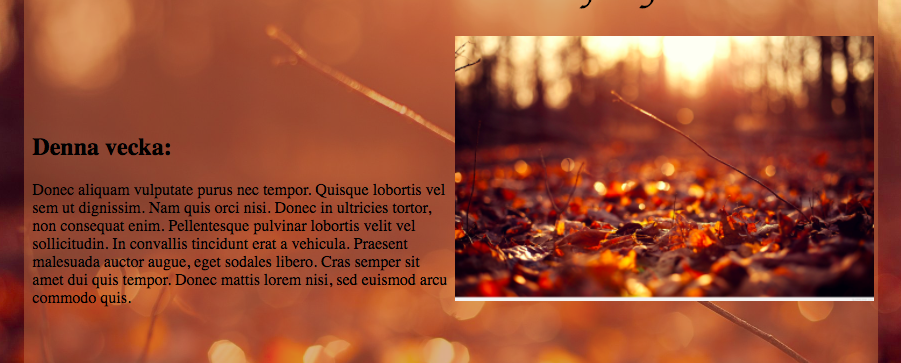 Denna vecka:
Donec aliquam vulputate purus nec tempor. Quisque lobortis vel
sem ut dignissim. Nam quis orci nisi. Donec in ultricies tortor,
non consequat enim. Pellentesque pulvinar lobortis velit vel
sollicitudin. In convallis tincidunt erat a vehicula. Praesent
malesuada auctor augue, eget sodales libero. Cras semper sit
amet dui quis tempor. Donec mattis lorem nisi, sed euismod arcu
commodo quis.